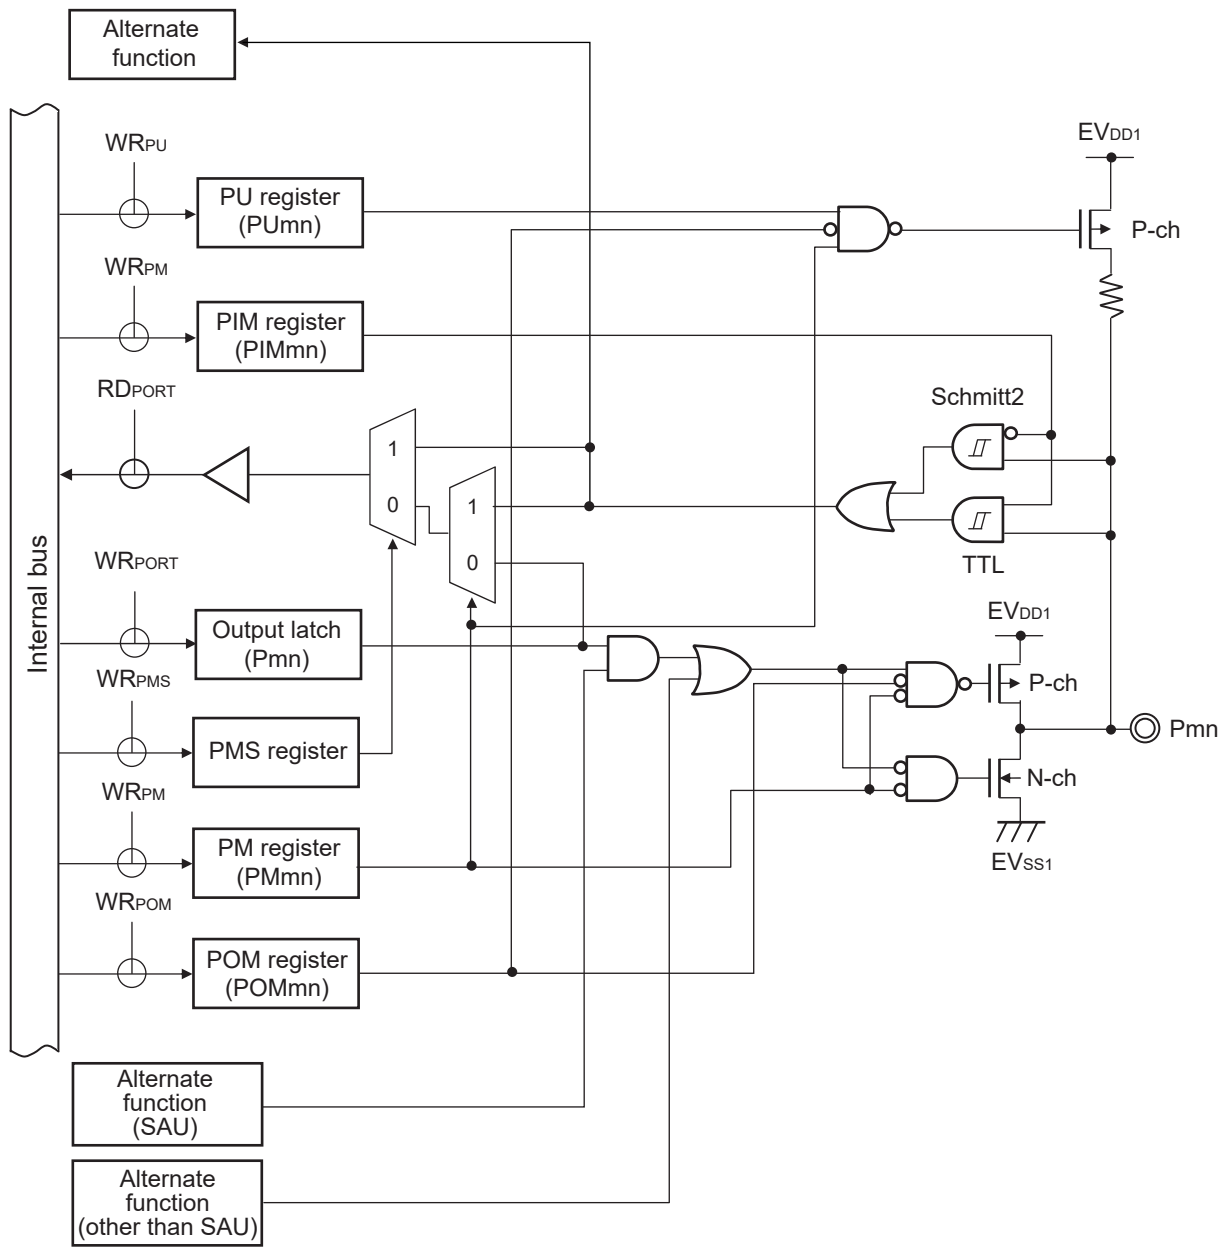 Alternate
function
WRPU
EVDD1
PU register
(PUmn)
P-ch
WRPM
PIM register
(PIMmn)
RDPORT
Schmitt2
1
0
1
0
TTL
Internal bus
WRPORT
EVDD1
Output latch
(Pmn)
WRPMS
P-ch
Pmn
PMS register
N-ch
WRPM
EVSS1
PM register
(PMmn)
WRPOM
POM register
(POMmn)
Alternate
function
(SAU)
Alternate
function
(other than SAU)